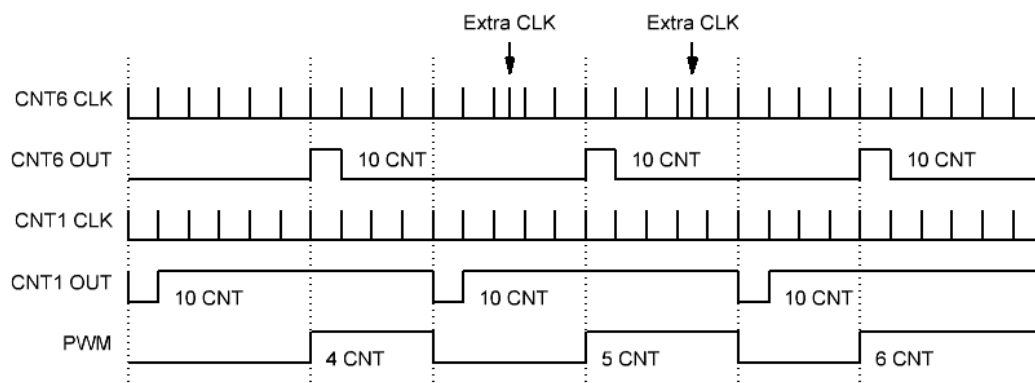 Extra CLK Extra CLK
CNT6 CLK
CNT6 OUT 10 CNT 10 CNT 10 CNT
CNT1 CLK
CNT1 OUT 10 CNT 10 CNT 10 CNT
PWM 4 CNT 5 CNT 6 CNT